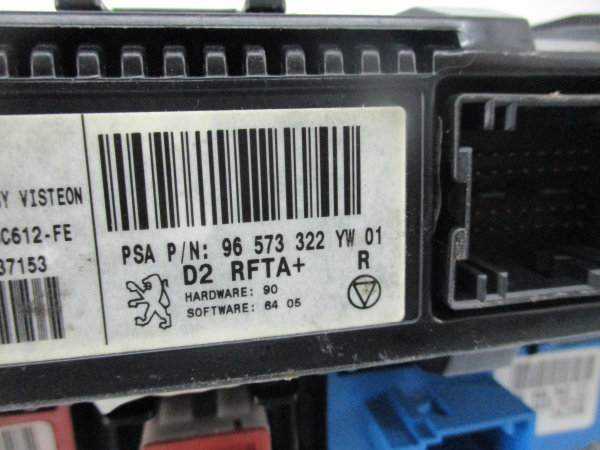 Y VISTEON
C612-FE
37153
PSA P/N: 96 573 322 YW 01
D2 RFTA+ R
HARDWARE: 90
SOFTWARE: 64 05